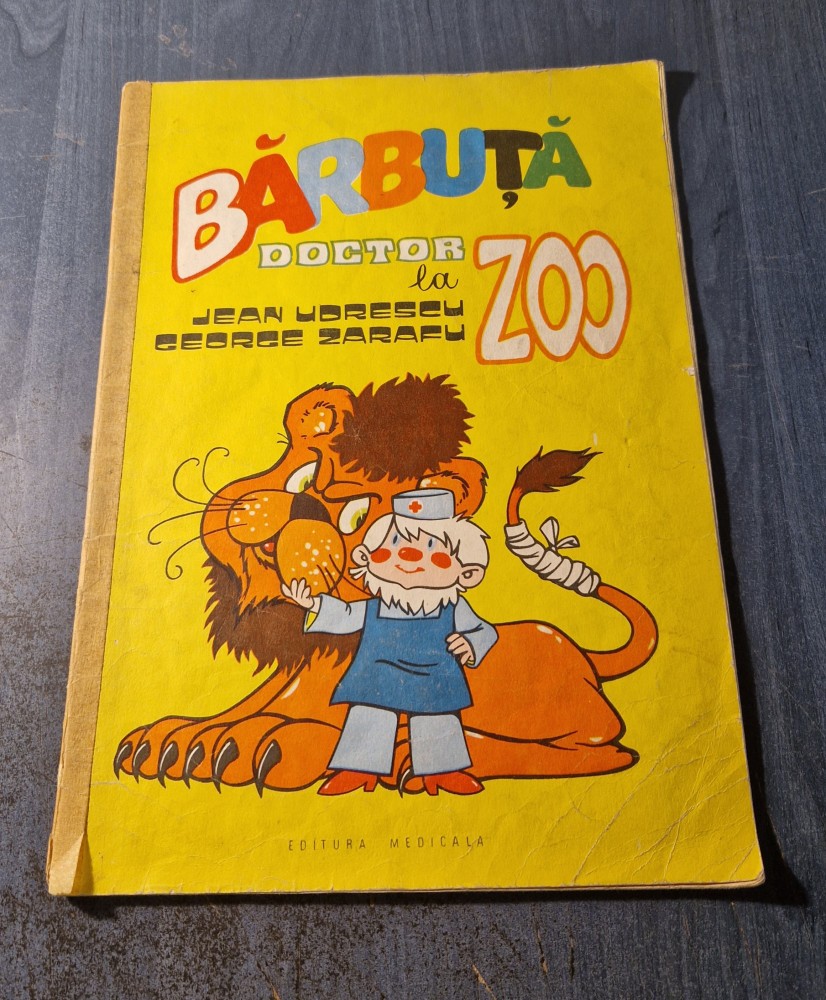 BĂRBUȚĂ
DOCTOR
la ZOO
JEAN UDRESCU
GEORGE ZARAFU
EDITURA MEDICALA